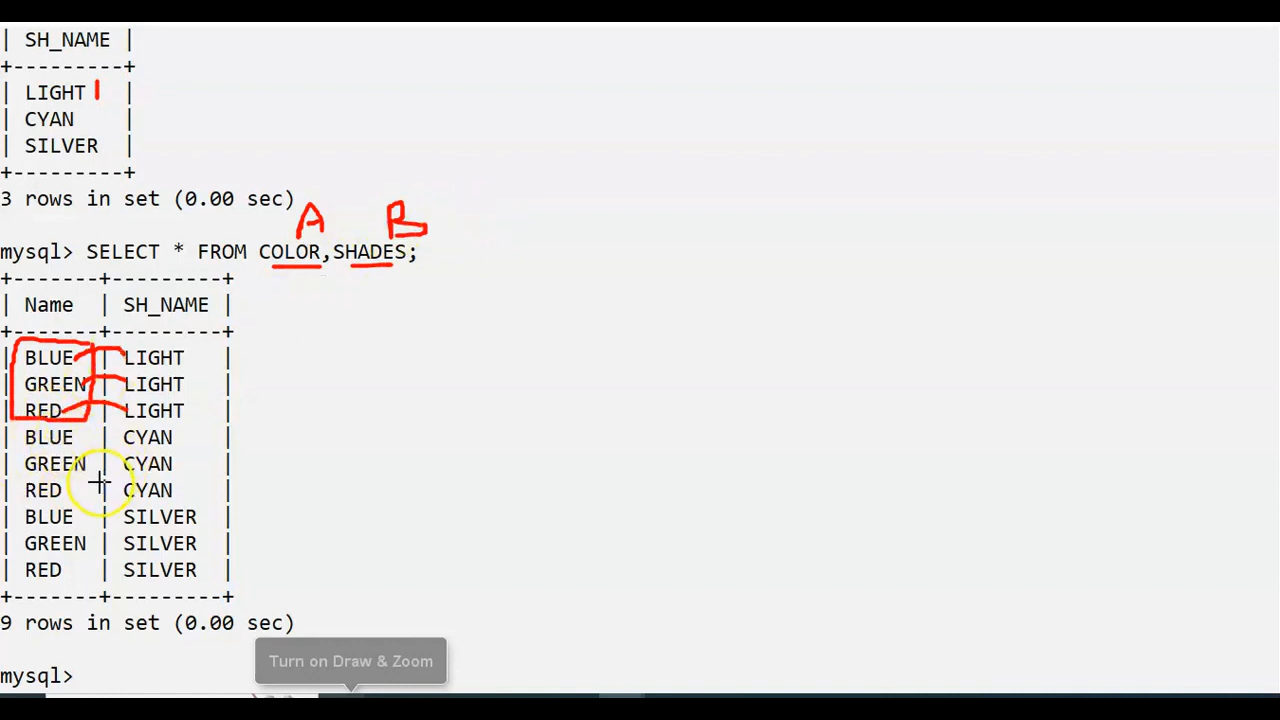 | SH_NAME |
+---------+
| LIGHT 1 |
| CYAN    |
| SILVER  |
+---------+
3 rows in set (0.00 sec)
A B
mysql> SELECT * FROM COLOR,SHADES;
+-------+---------+
| Name  | SH_NAME |
+-------+---------+
| BLUE  | LIGHT   |
| GREEN | LIGHT   |
| RED   | LIGHT   |
| BLUE  | CYAN    |
| GREEN | CYAN    |
| RED   | CYAN    |
| BLUE  | SILVER  |
| GREEN | SILVER  |
| RED   | SILVER  |
+-------+---------+
9 rows in set (0.00 sec)
Turn on Draw & Zoom
mysql>